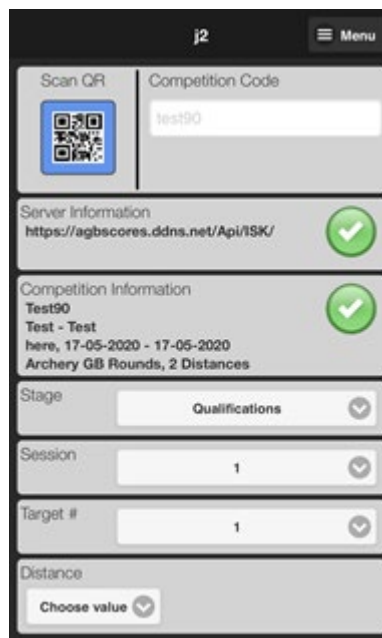 j2
Menu
Scan QR
Competition Code
test90
Server Information
https://agbscores.ddns.net/Api/ISK/
Competition Information
Test90
Test - Test
here, 17-05-2020 - 17-05-2020
Archery GB Rounds, 2 Distances
Stage
Qualifications
Session
1
Target #
1
Distance
Choose value